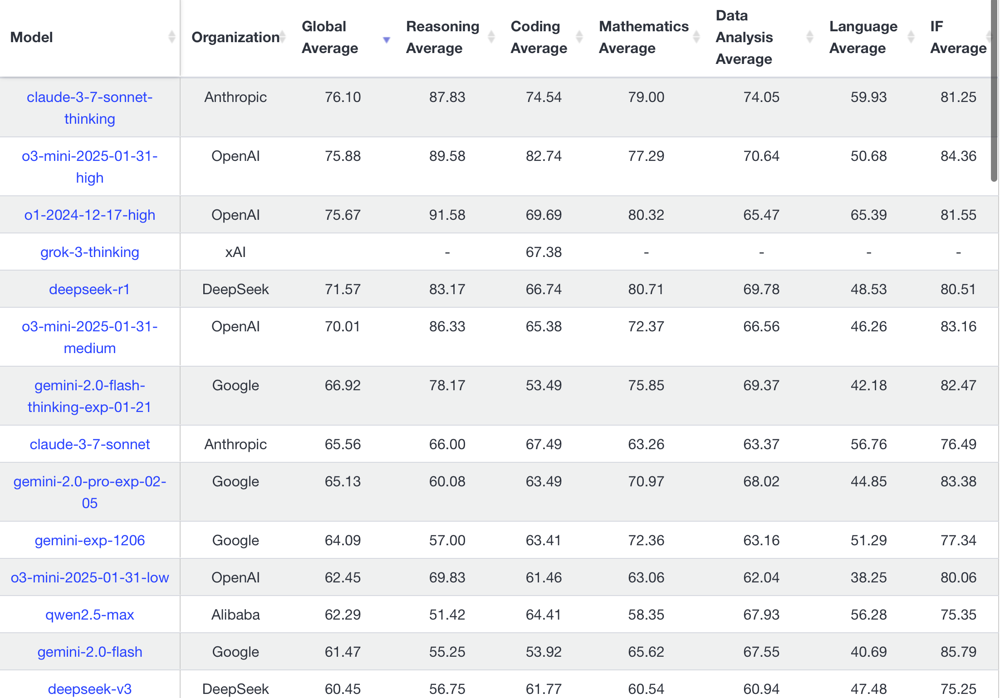 Model Organization Global Average Reasoning Average Coding Average Mathematics Average Data Analysis Average Language Average IF Average
claude-3-7-sonnet-thinking Anthropic 76.10 87.83 74.54 79.00 74.05 59.93 81.25
o3-mini-2025-01-31-high OpenAI 75.88 89.58 82.74 77.29 70.64 50.68 84.36
o1-2024-12-17-high OpenAI 75.67 91.58 69.69 80.32 65.47 65.39 81.55
grok-3-thinking xAI - 67.38 - - - -
deepseek-r1 DeepSeek 71.57 83.17 66.74 80.71 69.78 48.53 80.51
o3-mini-2025-01-31-medium OpenAI 70.01 86.33 65.38 72.37 66.56 46.26 83.16
gemini-2.0-flash-thinking-exp-01-21 Google 66.92 78.17 53.49 75.85 69.37 42.18 82.47
claude-3-7-sonnet Anthropic 65.56 66.00 67.49 63.26 63.37 56.76 76.49
gemini-2.0-pro-exp-02-05 Google 65.13 60.08 63.49 70.97 68.02 44.85 83.38
gemini-exp-1206 Google 64.09 57.00 63.41 72.36 63.16 51.29 77.34
o3-mini-2025-01-31-low OpenAI 62.45 69.83 61.46 63.06 62.04 38.25 80.06
qwen2.5-max Alibaba 62.29 51.42 64.41 58.35 67.93 56.28 75.35
gemini-2.0-flash Google 61.47 55.25 53.92 65.62 67.55 40.69 85.79
deepseek-v3 DeepSeek 60.45 56.75 61.77 60.54 60.94 47.48 75.25